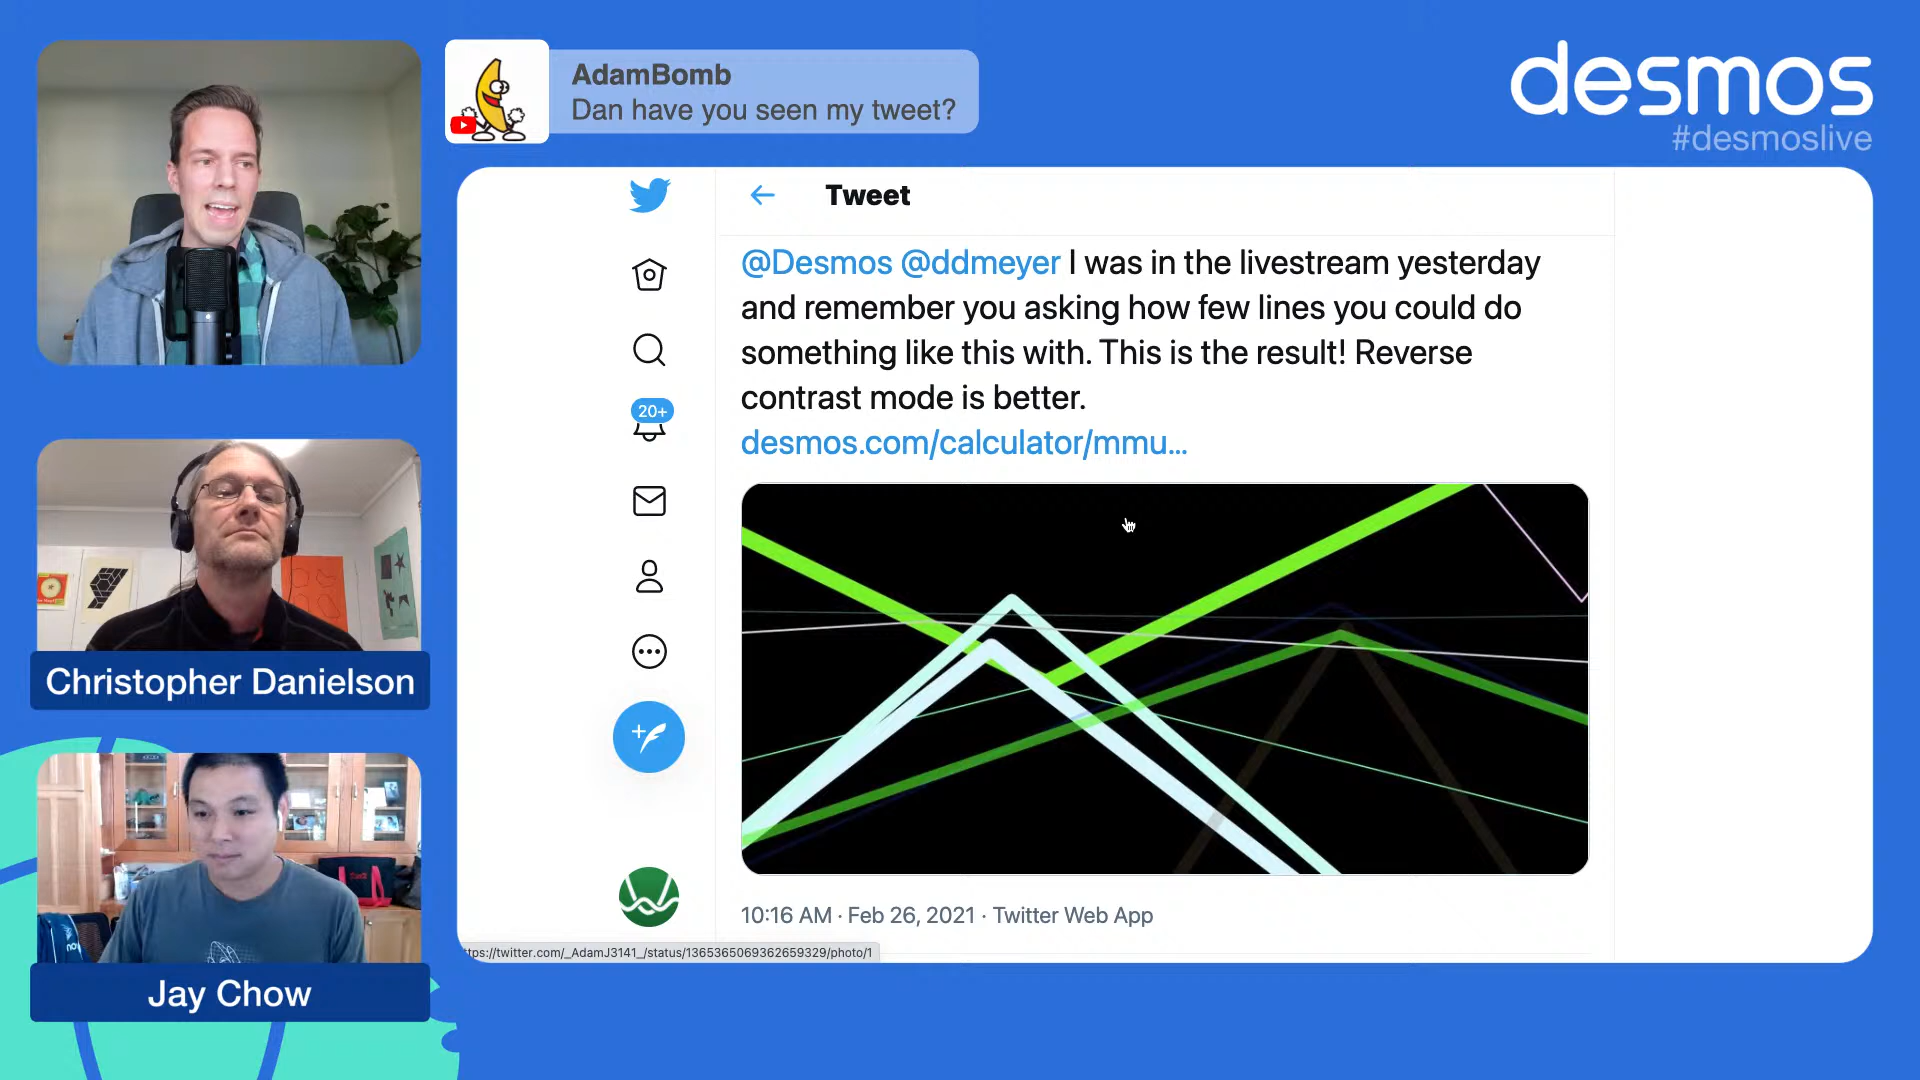 AdamBomb
Dan have you seen my tweet?
desmos
#desmoslive
Tweet
@Desmos @ddmeyer I was in the livestream yesterday
and remember you asking how few lines you could do
something like this with. This is the result! Reverse
contrast mode is better.
desmos.com/calculator/mmu...
20+
10:16 AM · Feb 26, 2021 · Twitter Web App
tps://twitter.com/_AdamJ3141_/status/1365365069362659329/photo/1
Christopher Danielson
Jay Chow